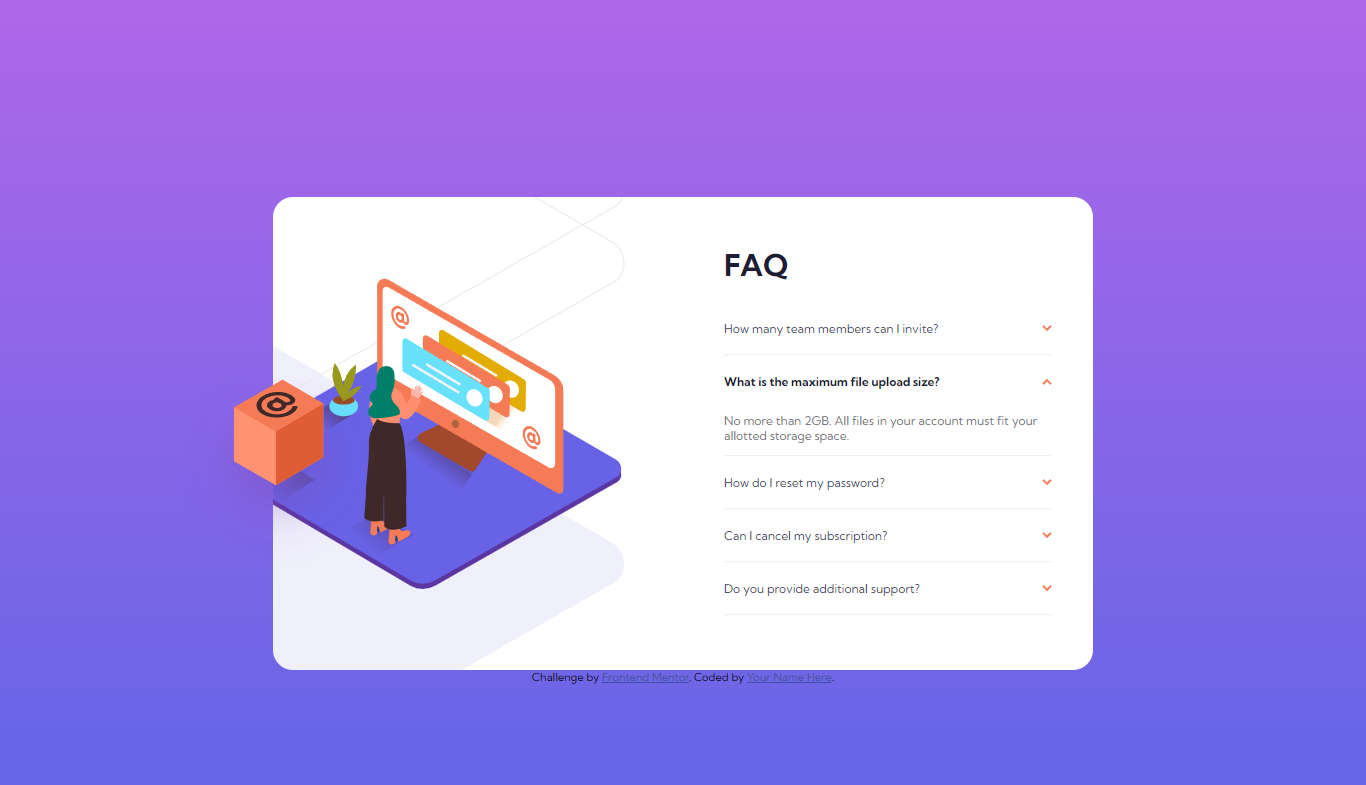 FAQ
How many team members can I invite?
What is the maximum file upload size?
No more than 2GB. All files in your account must fit your
allotted storage space.
How do I reset my password?
Can I cancel my subscription?
Do you provide additional support?
Challenge by Frontend Mentor. Coded by Your Name Here.
@
@
@